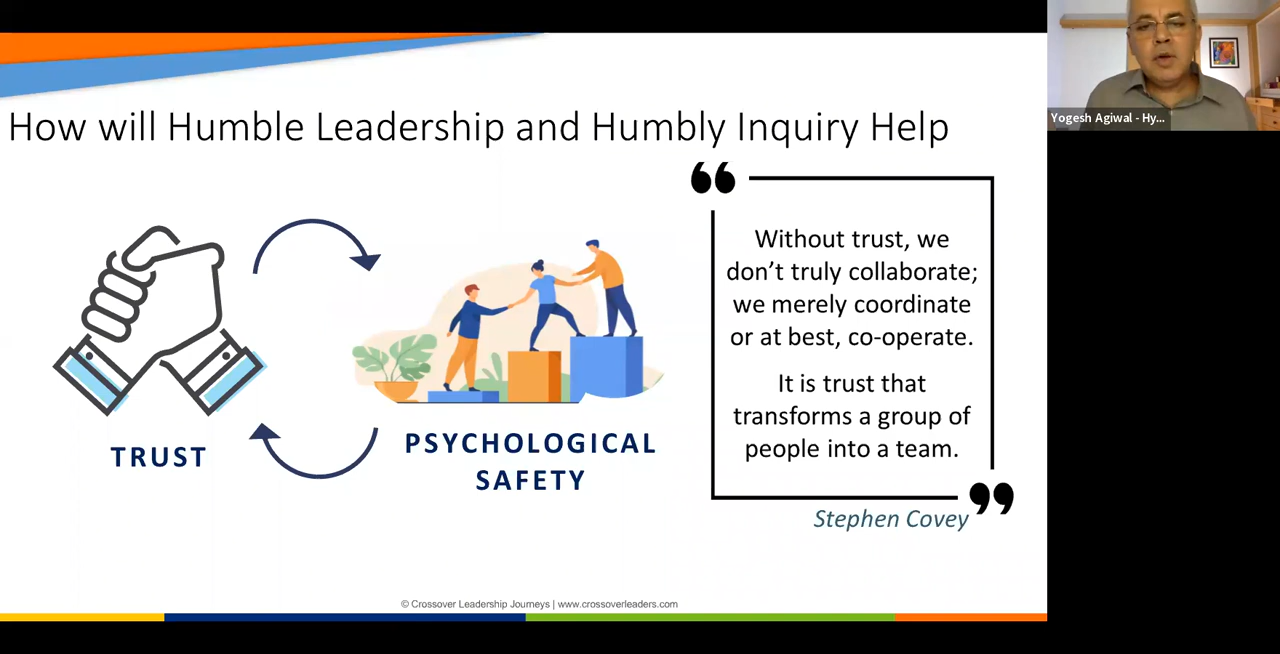 How will Humble Leadership and Humbly Inquiry Help
TRUST
PSYCHOLOGICAL
SAFETY
“
Without trust, we
don’t truly collaborate;
we merely coordinate
or at best, co-operate.
It is trust that
transforms a group of
people into a team.
”
Stephen Covey
© Crossover Leadership Journeys | www.crossoverleaders.com
Yogesh Agiwal - Hy...